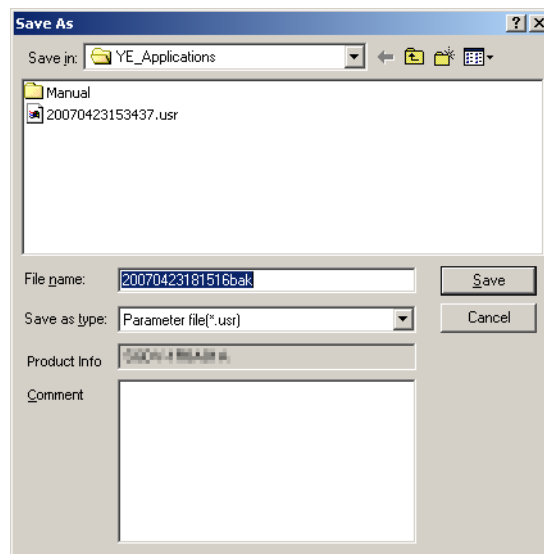 Save As
Save in: YE_Applications
Manual
20070423153437.usr
File name: 20070423181516bak Save
Save as type: Parameter file(*.usr) Cancel
Product Info
Comment